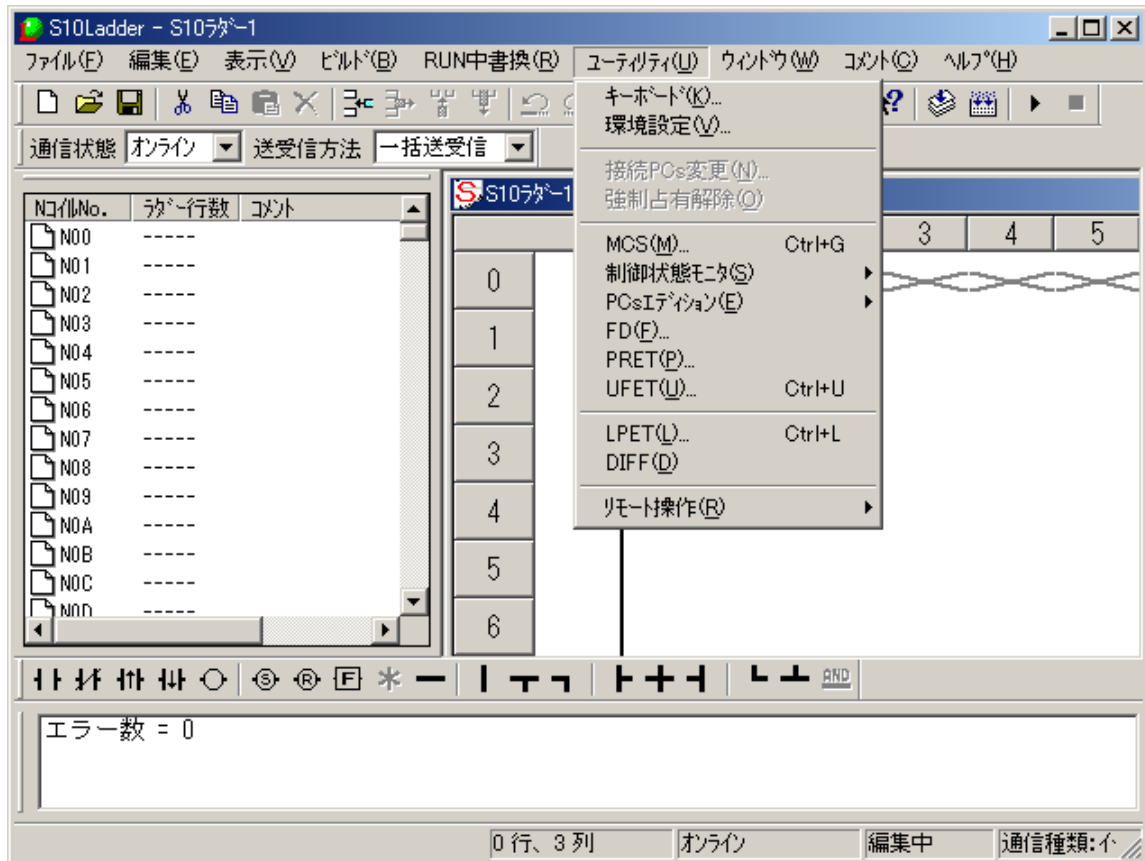 S10Ladder - S10ﾗﾀﾞｰ1
ﾌｧｲﾙ(F) 編集(E) 表示(V) ﾋﾞﾙﾄﾞ(B) RUN中書換(R) ﾕｰﾃｨﾘﾃｨ(U) ｳｨﾝﾄﾞｳ(W) ｺﾒﾝﾄ(C) ﾍﾙﾌﾟ(H)
通信状態 ｵﾝﾗｲﾝ 送受信方法 一括送受信
NｺｲﾙNo. ﾗﾀﾞｰ行数 ｺﾒﾝﾄ
N00 -----
N01 -----
N02 -----
N03 -----
N04 -----
N05 -----
N06 -----
N07 -----
N08 -----
N09 -----
N0A -----
N0B -----
N0C -----
N0D -----
S10ﾗﾀﾞｰ1
3 4 5
0
1
2
3
4
5
6
ｷｰﾎﾞｰﾄﾞ(K)...
環境設定(V)...
接続PCs変更(N)...
強制占有解除(O)
MCS(M)... Ctrl+G
制御状態ﾓﾆﾀ(S)
PCsｴﾃﾞｨｼｮﾝ(E)
FD(F)...
PRET(P)...
UFET(U)... Ctrl+U
LPET(L)... Ctrl+L
DIFF(D)
ﾘﾓｰﾄ操作(R)
S R F AND
エラー数 = 0
0 行、3 列 ｵﾝﾗｲﾝ 編集中 通信種類:ｲ